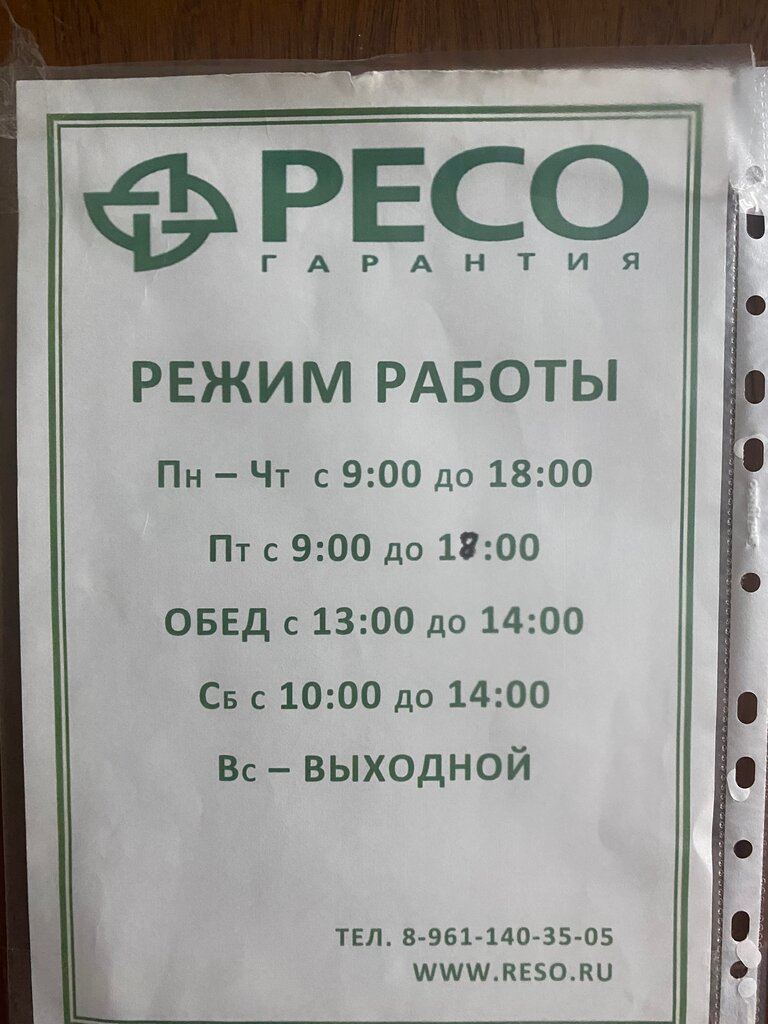 РЕСО
ГАРАНТИЯ
РЕЖИМ РАБОТЫ
Пн – Чт с 9:00 до 18:00
Пт с 9:00 до 18:00
ОБЕД с 13:00 до 14:00
Сб с 10:00 до 14:00
Вс – ВЫХОДНОЙ
ТЕЛ. 8-961-140-35-05
WWW.RESO.RU